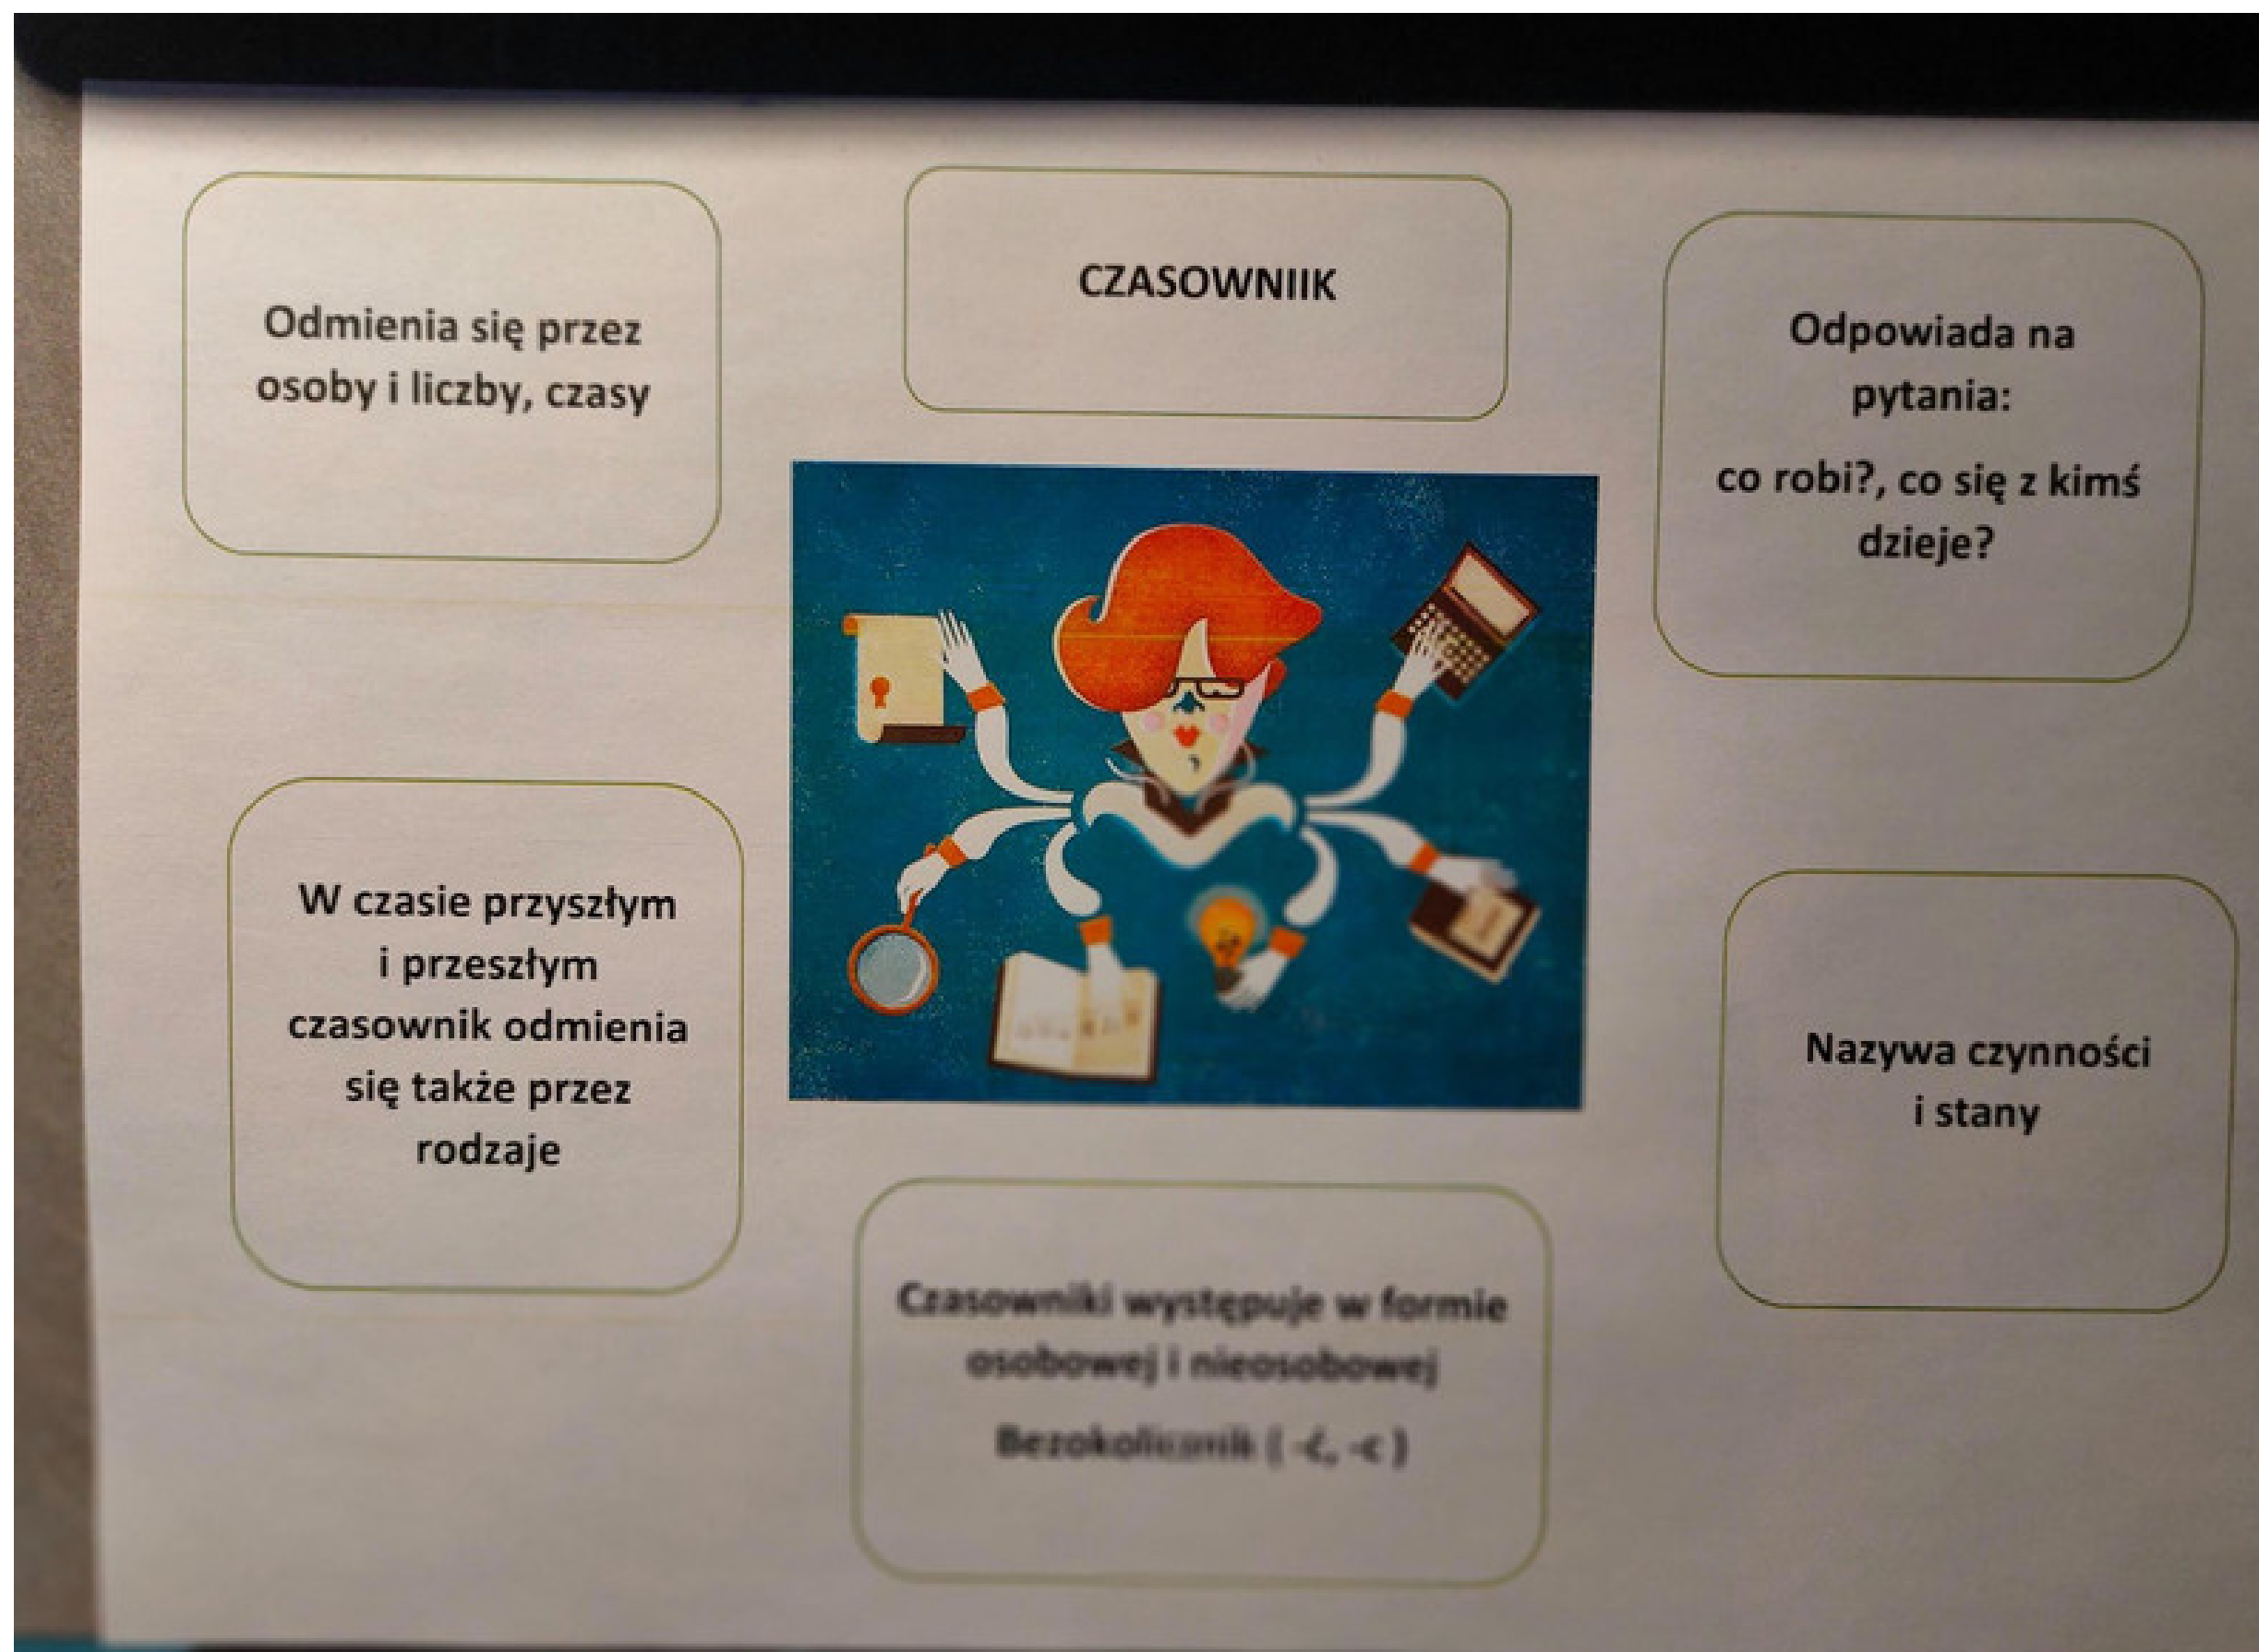 CZASOWNIIK
Odmienia się przez
osoby i liczby, czasy
Odpowiada na
pytania:
co robi?, co się z kimś
dzieje?
W czasie przyszłym
i przeszłym
czasownik odmienia
się także przez
rodzaje
Nazywa czynności
i stany
Czasowniki występuje w formie
osobowej i nieosobowej
Bezokolicznik ( -ć, -c )